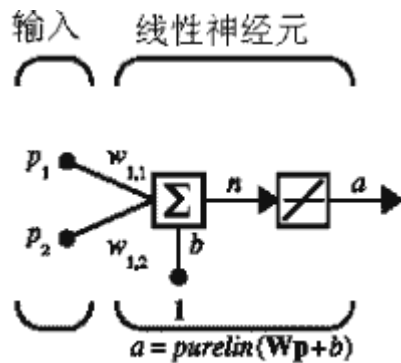 输入 线性神经元
p₁ w₁,₁ n a
Σ
p₂ w₁,₂ b
1
a = purelin(Wp+b)